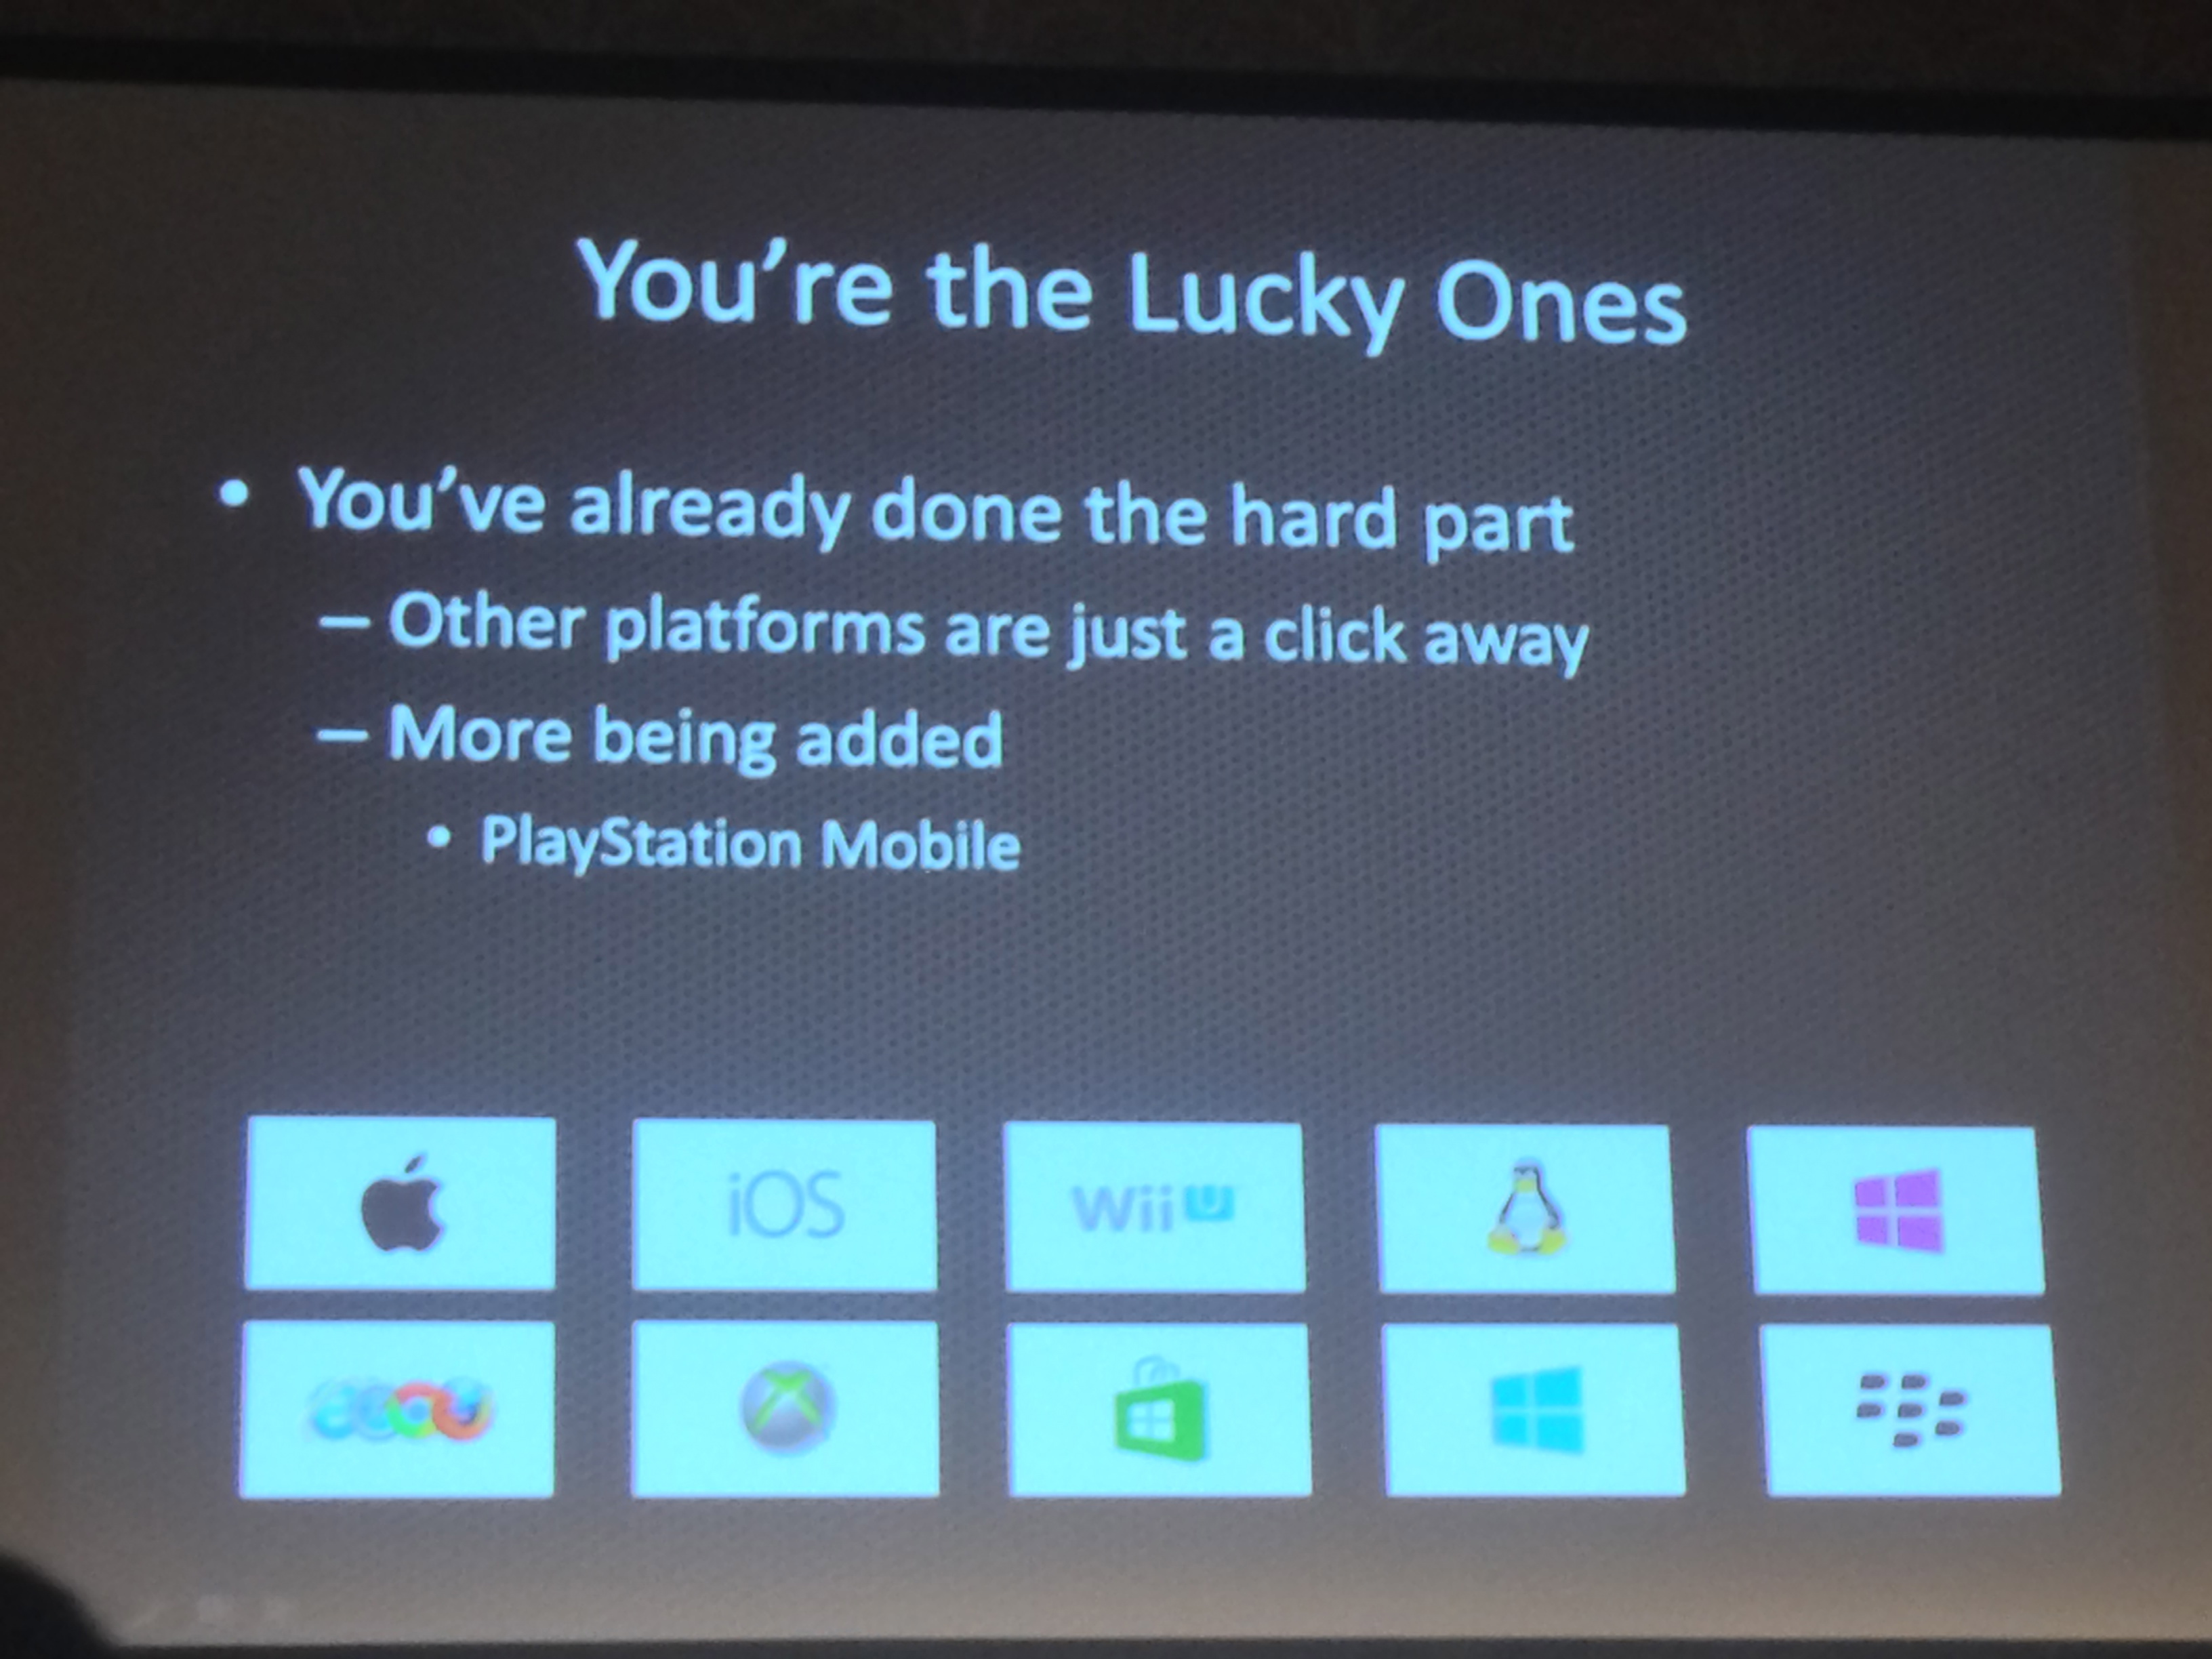 You're the Lucky Ones
• You've already done the hard part
– Other platforms are just a click away
– More being added
• PlayStation Mobile
iOS
Wii U